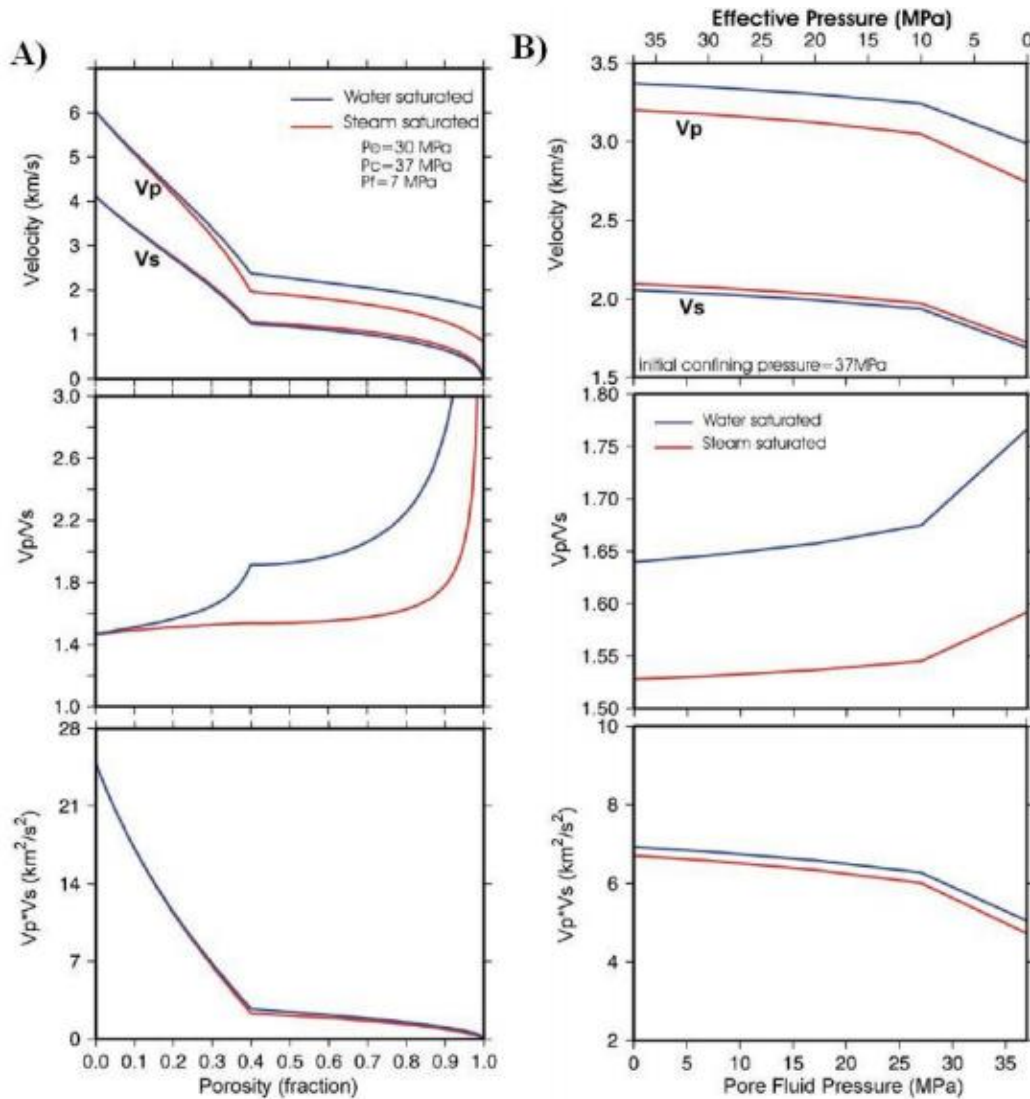 A)
7
6
5
4
3
2
1
0
Velocity (km/s)
Water saturated
Steam saturated
Pe=30 MPa
Pc=37 MPa
Pf=7 MPa
Vp
Vs
3.0
2.6
2.2
1.8
1.4
1.0
Vp/Vs
28
21
14
7
0
Vp*Vs (km²/s²)
0.0 0.1 0.2 0.3 0.4 0.5 0.6 0.7 0.8 0.9 1.0
Porosity (fraction)
B)
Effective Pressure (MPa)
35 30 25 20 15 10 5 0
3.5
3.0
2.5
2.0
1.5
Velocity (km/s)
Vp
Vs
initial confining pressure=37MPa
1.80
1.75
1.70
1.65
1.60
1.55
1.50
Vp/Vs
Water saturated
Steam saturated
10
8
6
4
2
Vp*Vs (km²/s²)
0 5 10 15 20 25 30 35
Pore Fluid Pressure (MPa)